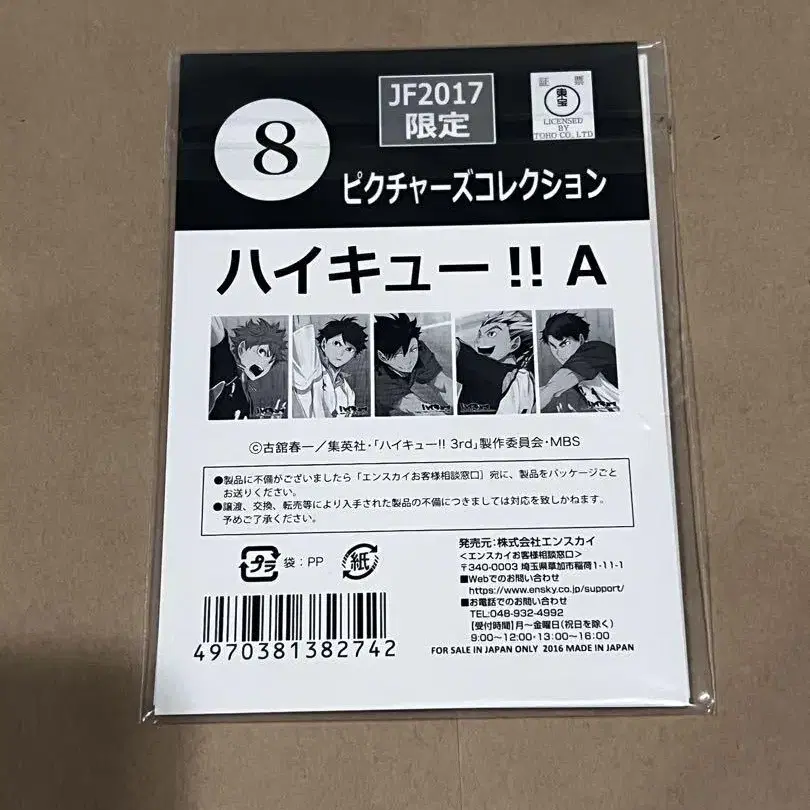 8
JF2017
限定
証 票
東宝
LICENSED
BY
TOHO CO., LTD
ピクチャーズコレクション
ハイキュー!! A
©古舘春一／集英社・「ハイキュー!! 3rd」製作委員会・MBS
●製品に不備がございましたら「エンスカイお客様相談窓口」宛に、製品をパッケージごと
お送りください。
●譲渡、交換、転売等により入手された製品の不備につきましては対応を致しかねます。
予めご了承ください。
プラ 袋：PP 紙
4970381382742
発売元：株式会社エンスカイ
＜エンスカイお客様相談窓口＞
〒340-0003 埼玉県草加市稲荷1-11-1
■Webでのお問い合わせ
https://www.ensky.co.jp/support/
■お電話でのお問い合わせ
TEL:048-932-4992
【受付時間】月～金曜日(祝日を除く)
9:00～12:00・13:00～16:00
FOR SALE IN JAPAN ONLY 2016 MADE IN JAPAN